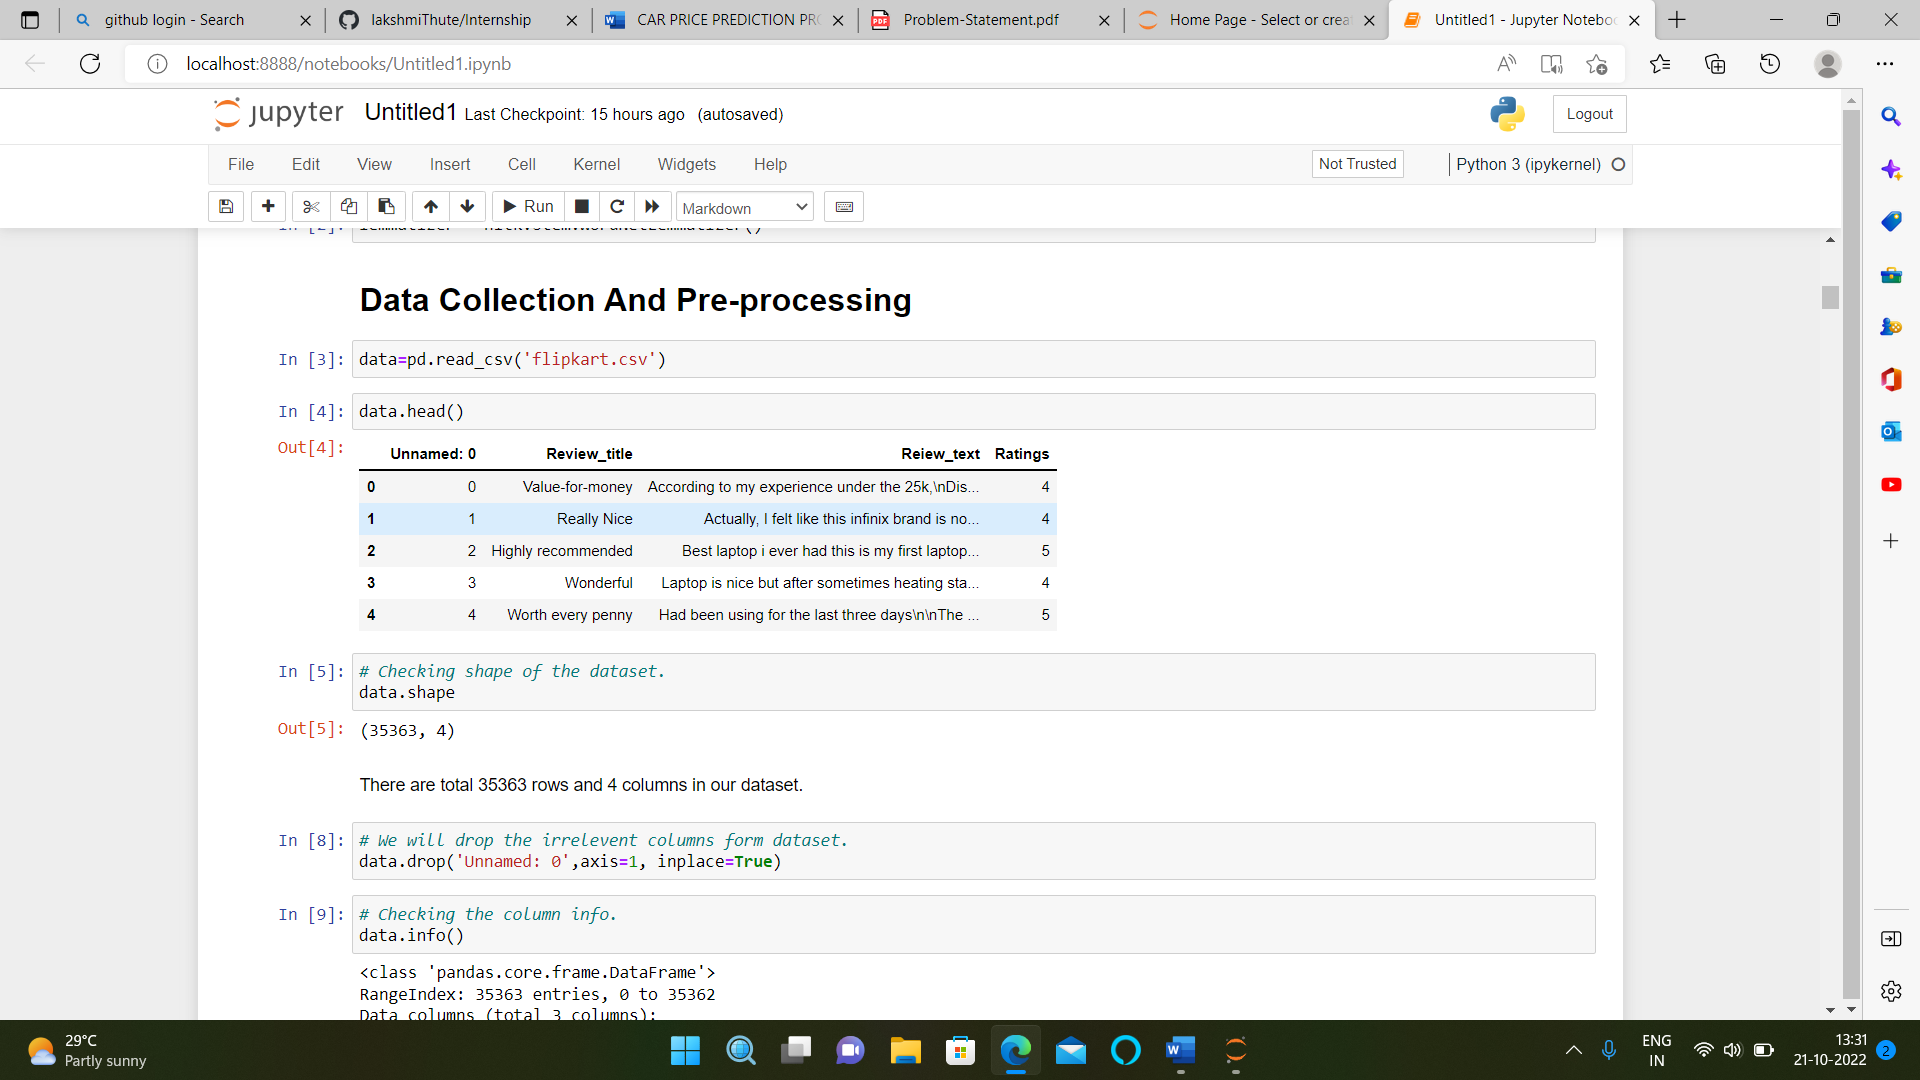 github login - Search
lakshmiThute/Internship
CAR PRICE PREDICTION PRO
Problem-Statement.pdf
Home Page - Select or crea
Untitled1 - Jupyter Noteboo
localhost:8888/notebooks/Untitled1.ipynb
jupyter Untitled1 Last Checkpoint: 15 hours ago (autosaved)
Logout
File Edit View Insert Cell Kernel Widgets Help
Not Trusted
Python 3 (ipykernel)
Run
Markdown
Data Collection And Pre-processing
In [3]: data=pd.read_csv('flipkart.csv')
In [4]: data.head()
Out[4]:
Unnamed: 0 Review_title Reiew_text Ratings
0 0 Value-for-money According to my experience under the 25k,\nDis... 4
1 1 Really Nice Actually, I felt like this infinix brand is no... 4
2 2 Highly recommended Best laptop i ever had this is my first laptop... 5
3 3 Wonderful Laptop is nice but after sometimes heating sta... 4
4 4 Worth every penny Had been using for the last three days\n\nThe ... 5
In [5]: # Checking shape of the dataset.
data.shape
Out[5]: (35363, 4)
There are total 35363 rows and 4 columns in our dataset.
In [8]: # We will drop the irrelevent columns form dataset.
data.drop('Unnamed: 0',axis=1, inplace=True)
In [9]: # Checking the column info.
data.info()
<class 'pandas.core.frame.DataFrame'>
RangeIndex: 35363 entries, 0 to 35362
Data columns (total 3 columns):
29°C
Partly sunny
ENG
IN
13:31
21-10-2022
2